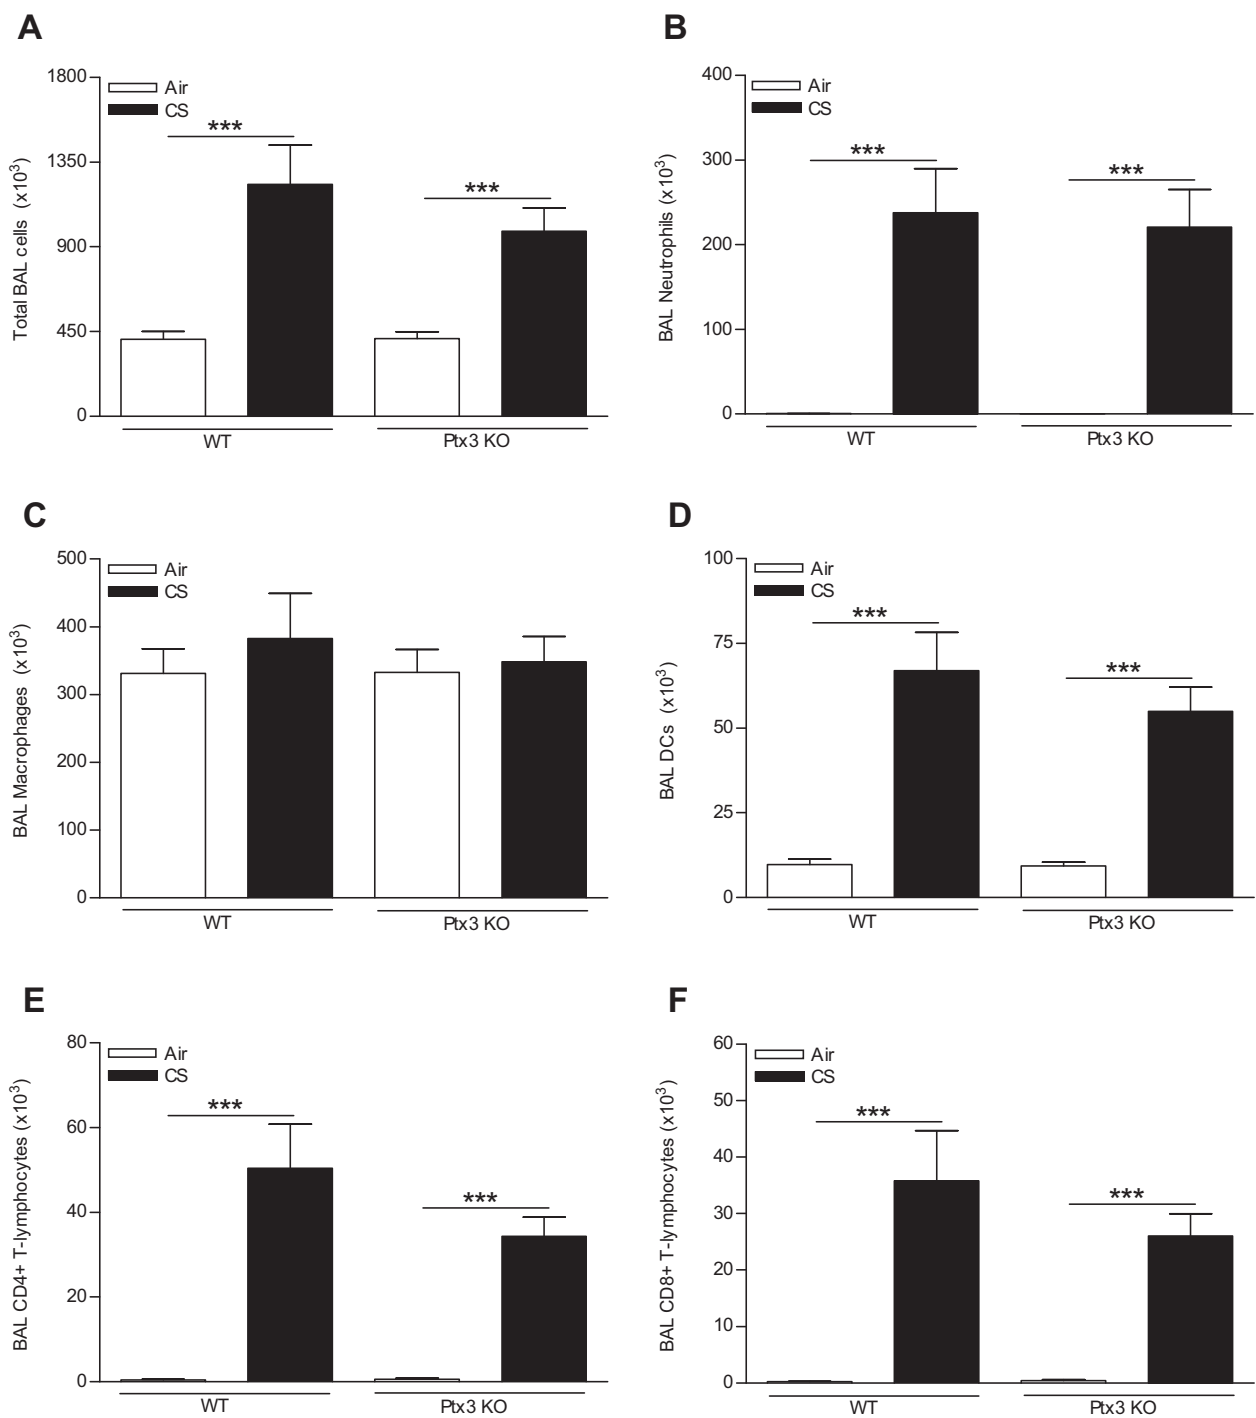 A
Total BAL cells (x10³)
1800
1350
900
450
0
Air
CS
***
***
WT
Ptx3 KO
B
BAL Neutrophils (x10³)
400
300
200
100
0
Air
CS
***
***
WT
Ptx3 KO
C
BAL Macrophages (x10³)
500
400
300
200
100
0
Air
CS
WT
Ptx3 KO
D
BAL DCs (x10³)
100
75
50
25
0
Air
CS
***
***
WT
Ptx3 KO
E
BAL CD4+ T-lymphocytes (x10³)
80
60
40
20
0
Air
CS
***
***
WT
Ptx3 KO
F
BAL CD8+ T-lymphocytes (x10³)
60
50
40
30
20
10
0
Air
CS
***
***
WT
Ptx3 KO